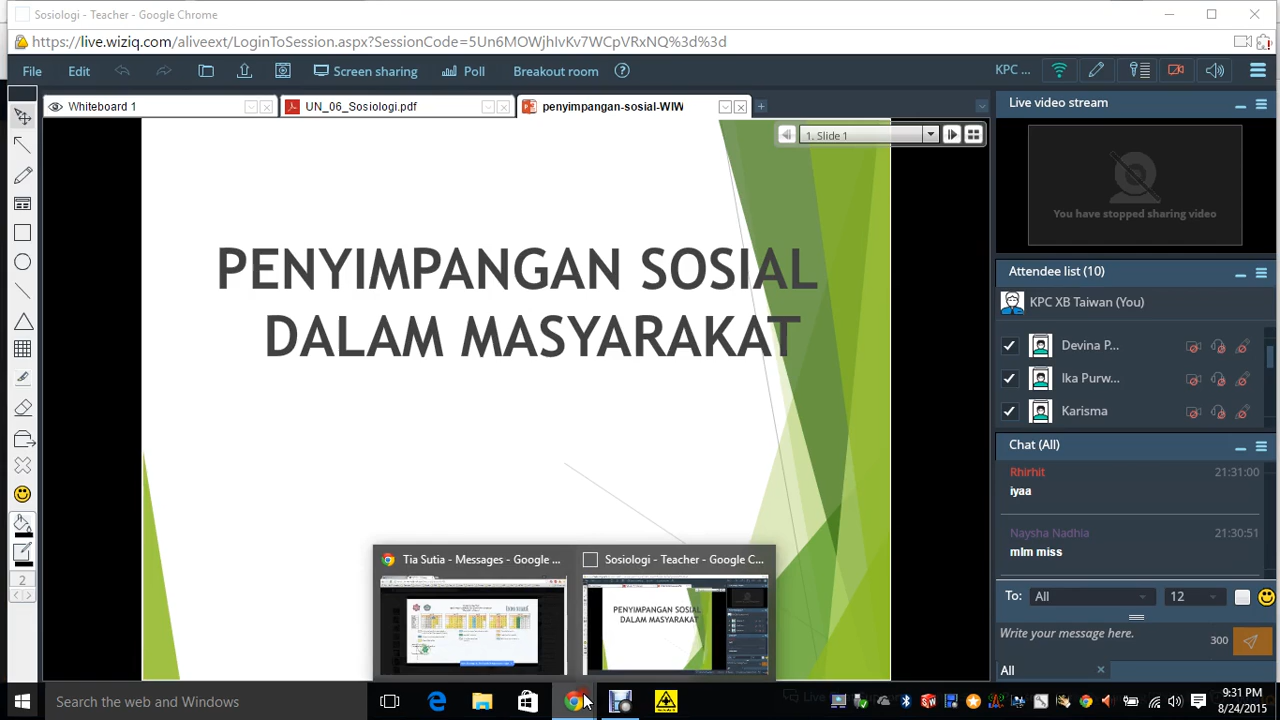 Sosiologi - Teacher - Google Chrome
https://live.wiziq.com/aliveext/LoginToSession.aspx?SessionCode=5Un6MOWjhIvKv7WCpVRxNQ%3d%3d
File Edit Screen sharing Poll Breakout room KPC ...
Whiteboard 1 UN_06_Sosiologi.pdf penyimpangan-sosial-WIW
1. Slide 1
PENYIMPANGAN SOSIAL
DALAM MASYARAKAT
Live video stream
You have stopped sharing video
Attendee list (10)
KPC XB Taiwan (You)
Devina P...
Ika Purw...
Karisma
Chat (All)
Rhirhit 21:31:00
iyaa
Naysha Nadhia 21:30:51
mlm miss
To: All 12
Write your message here. 300
All
2
Tia Sutia - Messages - Google ... Sosiologi - Teacher - Google C...
PENYIMPANGAN SOSIAL
DALAM MASYARAKAT
Search the web and Windows
9:31 PM
8/24/2015